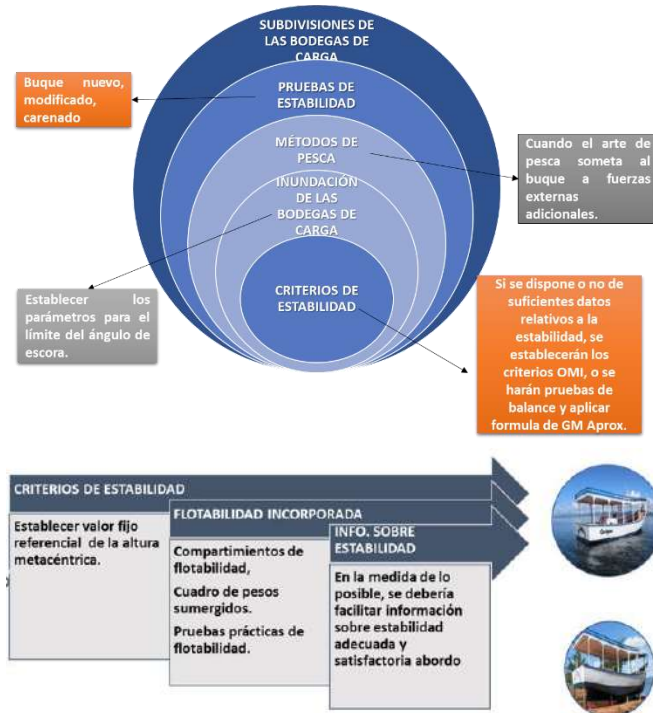 SUBDIVISIONES DE
LAS BODEGAS DE
CARGA
Buque nuevo,
modificado,
carenado
PRUEBAS DE
ESTABILIDAD
MÉTODOS DE
PESCA
Cuando el arte de
pesca someta al
buque a fuerzas
externas
adicionales.
INUNDACIÓN
DE LAS
BODEGAS DE
CARGA
Establecer los
parámetros para el
límite del ángulo de
escora.
CRITERIOS DE
ESTABILIDAD
Si se dispone o no de
suficientes datos
relativos a la
estabilidad, se
establecerán los
criterios OMI, o se
harán pruebas de
balance y aplicar
formula de GM Aprox.
CRITERIOS DE ESTABILIDAD
Establecer valor fijo
referencial de la altura
metacéntrica.
FLOTABILIDAD INCORPORADA
Compartimientos de
flotabilidad,
Cuadro de pesos
sumergidos.
Pruebas prácticas de
flotabilidad.
INFO. SOBRE
ESTABILIDAD
En la medida de lo
posible, se debería
facilitar información
sobre estabilidad
adecuada y
satisfactoria abordo